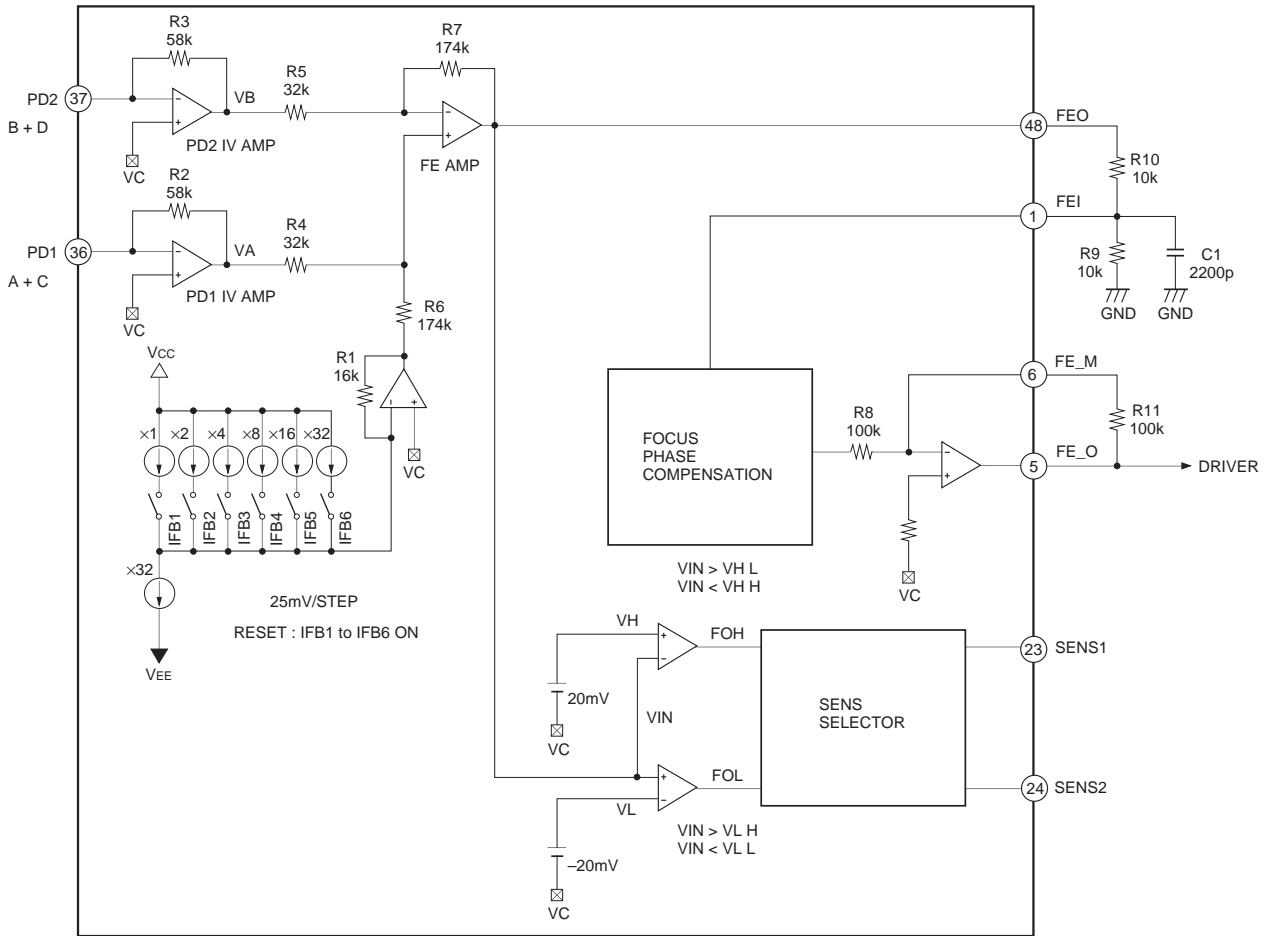 R3
58k
R7
174k
R5
32k
PD2
37
B + D
VB
−
+
PD2 IV AMP
VC
−
+
FE AMP
48
FEO
R10
10k
R2
58k
R4
32k
1
FEI
PD1
36
A + C
VA
−
+
PD1 IV AMP
VC
R9
10k
C1
2200p
GND
GND
R6
174k
VCC
R1
16k
−
+
VC
×1
×2
×4
×8
×16
×32
IFB1
IFB2
IFB3
IFB4
IFB5
IFB6
×32
VEE
25mV/STEP
RESET : IFB1 to IFB6 ON
FOCUS
PHASE
COMPENSATION
R8
100k
6
FE_M
R11
100k
−
+
5
FE_O
DRIVER
VC
VIN > VH L
VIN < VH H
VH
+
−
FOH
20mV
VC
VIN
SENS
SELECTOR
23
SENS1
+
−
FOL
VL
24
SENS2
–20mV
VC
VIN > VL H
VIN < VL L